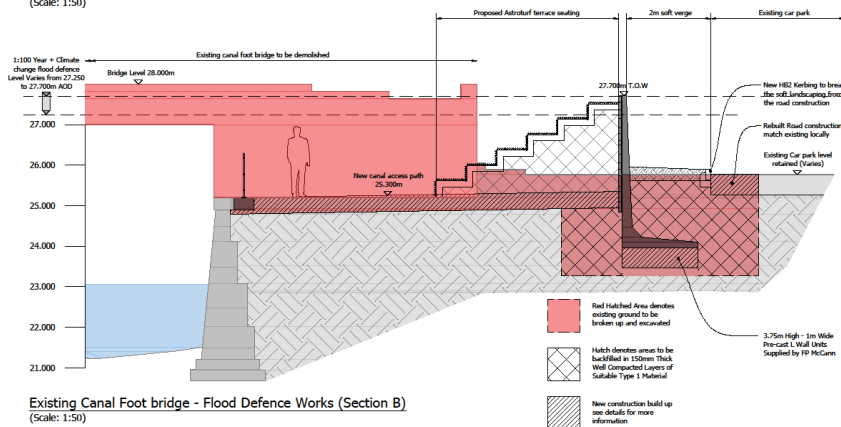 (Scale: 1:50)
Proposed Astroturf terrace seating
2m soft verge
Existing car park
1:100 Year + Climate
change flood defence
Level Varies from 27.250
to 27.700m AOD
Existing canal foot bridge to be demolished
Bridge Level 28.000m
27.700m T.O.W
New HB2 Kerbing to brea
the soft landscaping fro
the road construction
Rebuilt Road construction
match existing locally
Existing Car park level
retained (Varies)
New canal access path
25.300m
27.000
26.000
25.000
24.000
23.000
22.000
21.000
Red Hatched Area denotes
existing ground to be
broken up and excavated
Hatch denotes areas to be
backfilled in 150mm Thick
Well Compacted Layers of
Suitable Type 1 Material
New construction build up
see details for more
information
3.75m High - 1m Wide
Pre-cast L Wall Units
Supplied by FP McCann
Existing Canal Foot bridge - Flood Defence Works (Section B)
(Scale: 1:50)